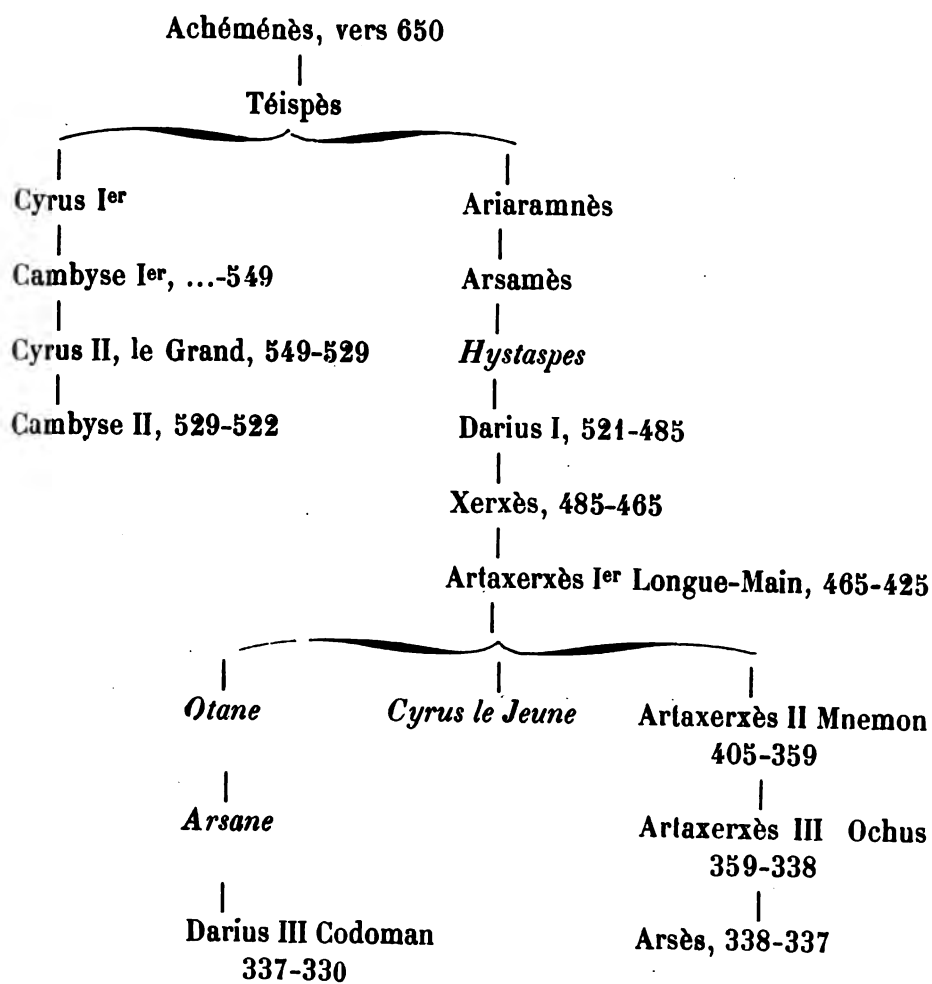 Achéménès, vers 650
Téispès
Cyrus Ier
Ariaramnès
Cambyse Ier, ...-549
Arsamès
Cyrus II, le Grand, 549-529
Hystaspes
Cambyse II, 529-522
Darius I, 521-485
Xerxès, 485-465
Artaxerxès Ier Longue-Main, 465-425
Otane
Cyrus le Jeune
Artaxerxès II Mnemon
405-359
Arsane
Artaxerxès III Ochus
359-338
Darius III Codoman
337-330
Arsès, 338-337